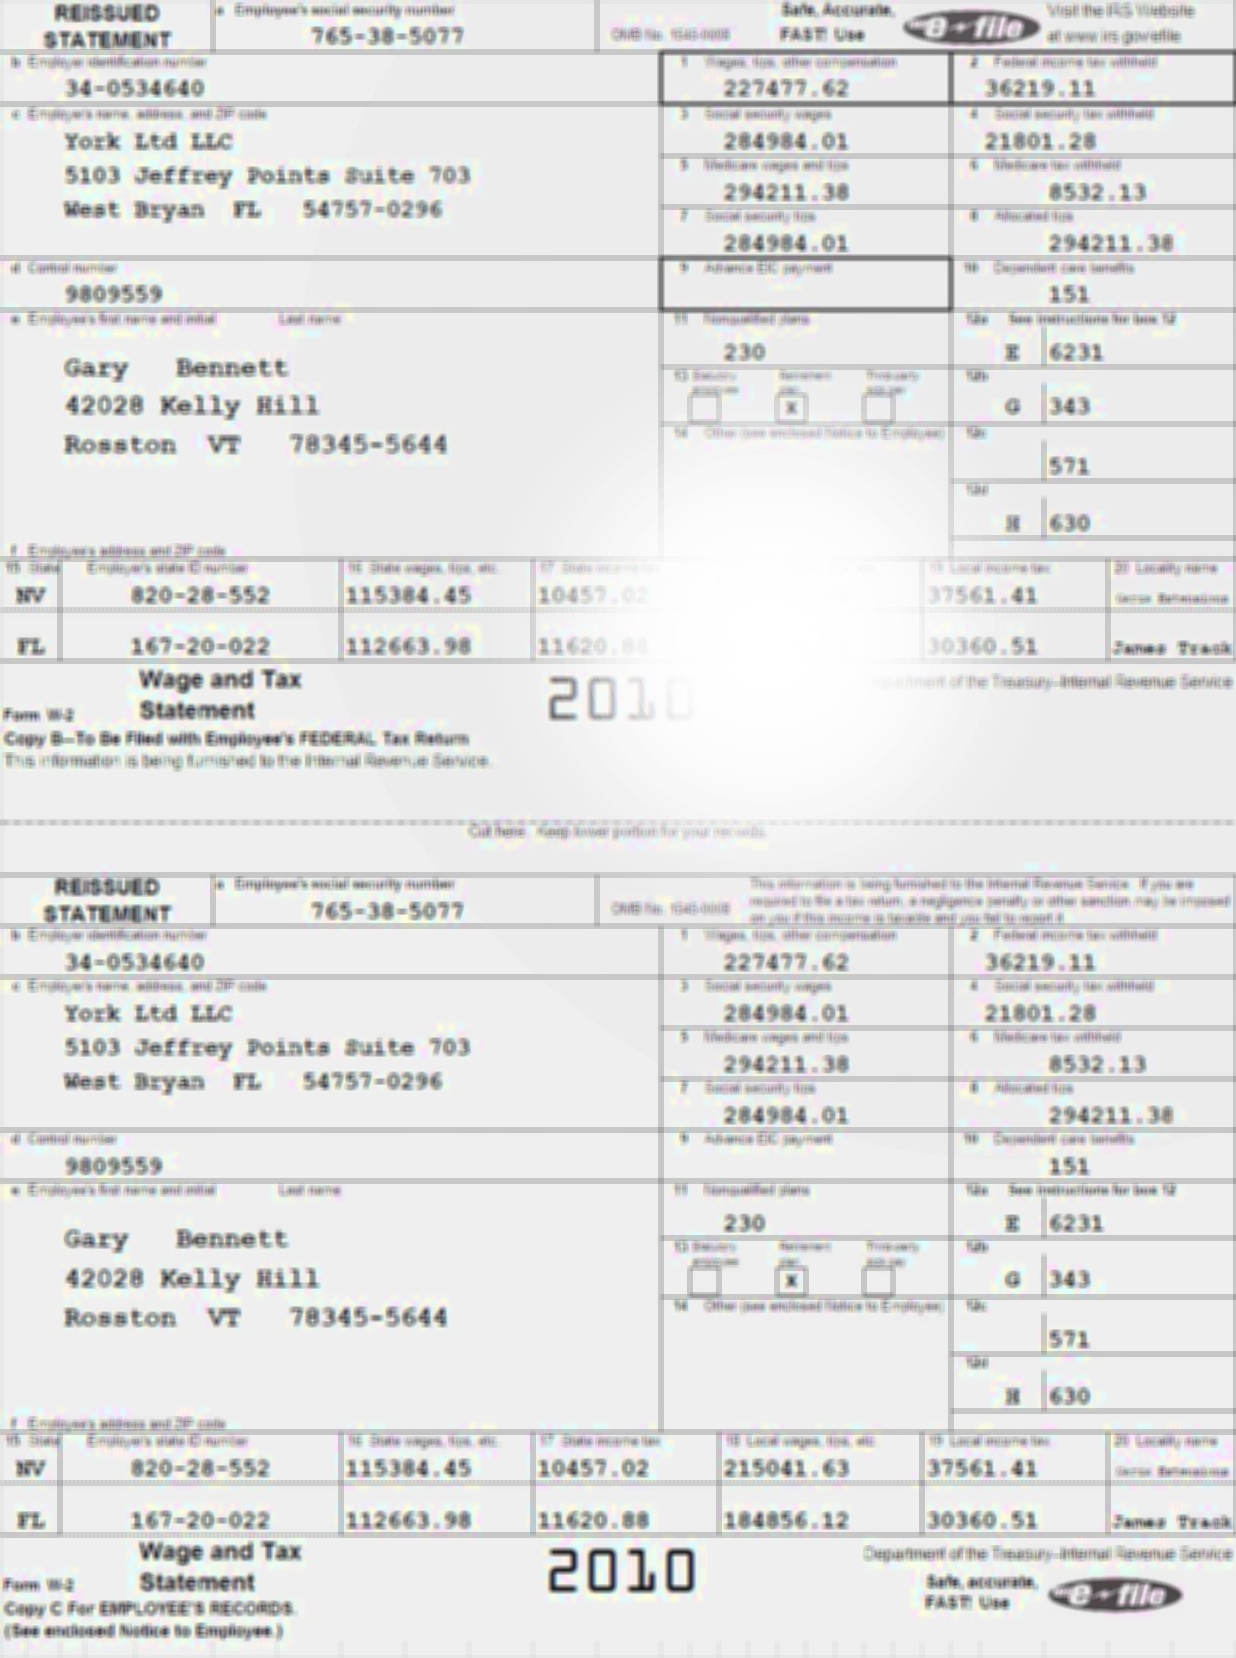 REISSUED STATEMENT
a Employee's social security number
765-38-5077
OMB No. 1545-0008
Safe, Accurate, FAST! Use
e-file
Visit the IRS Website at www.irs.gov/efile
b Employer identification number
34-0534640
1 Wages, tips, other compensation
227477.62
2 Federal income tax withheld
36219.11
c Employer's name, address, and ZIP code
York Ltd LLC
5103 Jeffrey Points Suite 703
West Bryan FL 54757-0296
3 Social security wages
284984.01
4 Social security tax withheld
21801.28
5 Medicare wages and tips
294211.38
6 Medicare tax withheld
8532.13
7 Social security tips
284984.01
8 Allocated tips
294211.38
d Control number
9809559
9 Advance EIC payment
10 Dependent care benefits
151
e Employee's first name and initial Last name
Gary Bennett
42028 Kelly Hill
Rosston VT 78345-5644
11 Nonqualified plans
230
12a See instructions for box 12
E 6231
13 Statutory employee Retirement plan Third-party sick pay
X
12b
G 343
14 Other (see enclosed Notice to Employee)
12c
571
12d
H 630
f Employee's address and ZIP code
15 State Employer's state ID number
16 State wages, tips, etc.
17 State income
19 Local income tax
20 Locality name
NV 820-28-552 115384.45 10457.02 37561.41
FL 167-20-022 112663.98 11620.88 30360.51 James Track
Wage and Tax
Form W-2 Statement
2010
Department of the Treasury-Internal Revenue Service
Copy B-To Be Filed with Employee's FEDERAL Tax Return
This information is being furnished to the Internal Revenue Service.
Cut here. Keep lower portion for your records.
REISSUED STATEMENT
a Employee's social security number
765-38-5077
OMB No. 1545-0008
This information is being furnished to the Internal Revenue Service. If you are
required to file a tax return, a negligence penalty or other sanction may be imposed
on you if this income is taxable and you fail to report it.
b Employer identification number
34-0534640
1 Wages, tips, other compensation
227477.62
2 Federal income tax withheld
36219.11
c Employer's name, address, and ZIP code
York Ltd LLC
5103 Jeffrey Points Suite 703
West Bryan FL 54757-0296
3 Social security wages
284984.01
4 Social security tax withheld
21801.28
5 Medicare wages and tips
294211.38
6 Medicare tax withheld
8532.13
7 Social security tips
284984.01
8 Allocated tips
294211.38
d Control number
9809559
9 Advance EIC payment
10 Dependent care benefits
151
e Employee's first name and initial Last name
Gary Bennett
42028 Kelly Hill
Rosston VT 78345-5644
11 Nonqualified plans
230
12a See instructions for box 12
E 6231
13 Statutory employee Retirement plan Third-party sick pay
X
12b
G 343
14 Other (see enclosed Notice to Employee)
12c
571
12d
H 630
f Employee's address and ZIP code
15 State Employer's state ID number
16 State wages, tips, etc.
17 State income tax
18 Local wages, tips, etc.
19 Local income tax
20 Locality name
NV 820-28-552 115384.45 10457.02 215041.63 37561.41
FL 167-20-022 112663.98 11620.88 184856.12 30360.51 James Track
Wage and Tax
Form W-2 Statement
2010
Department of the Treasury-Internal Revenue Service
Copy C For EMPLOYEE'S RECORDS.
(See enclosed Notice to Employee.)
Safe, accurate, FAST! Use
e-file